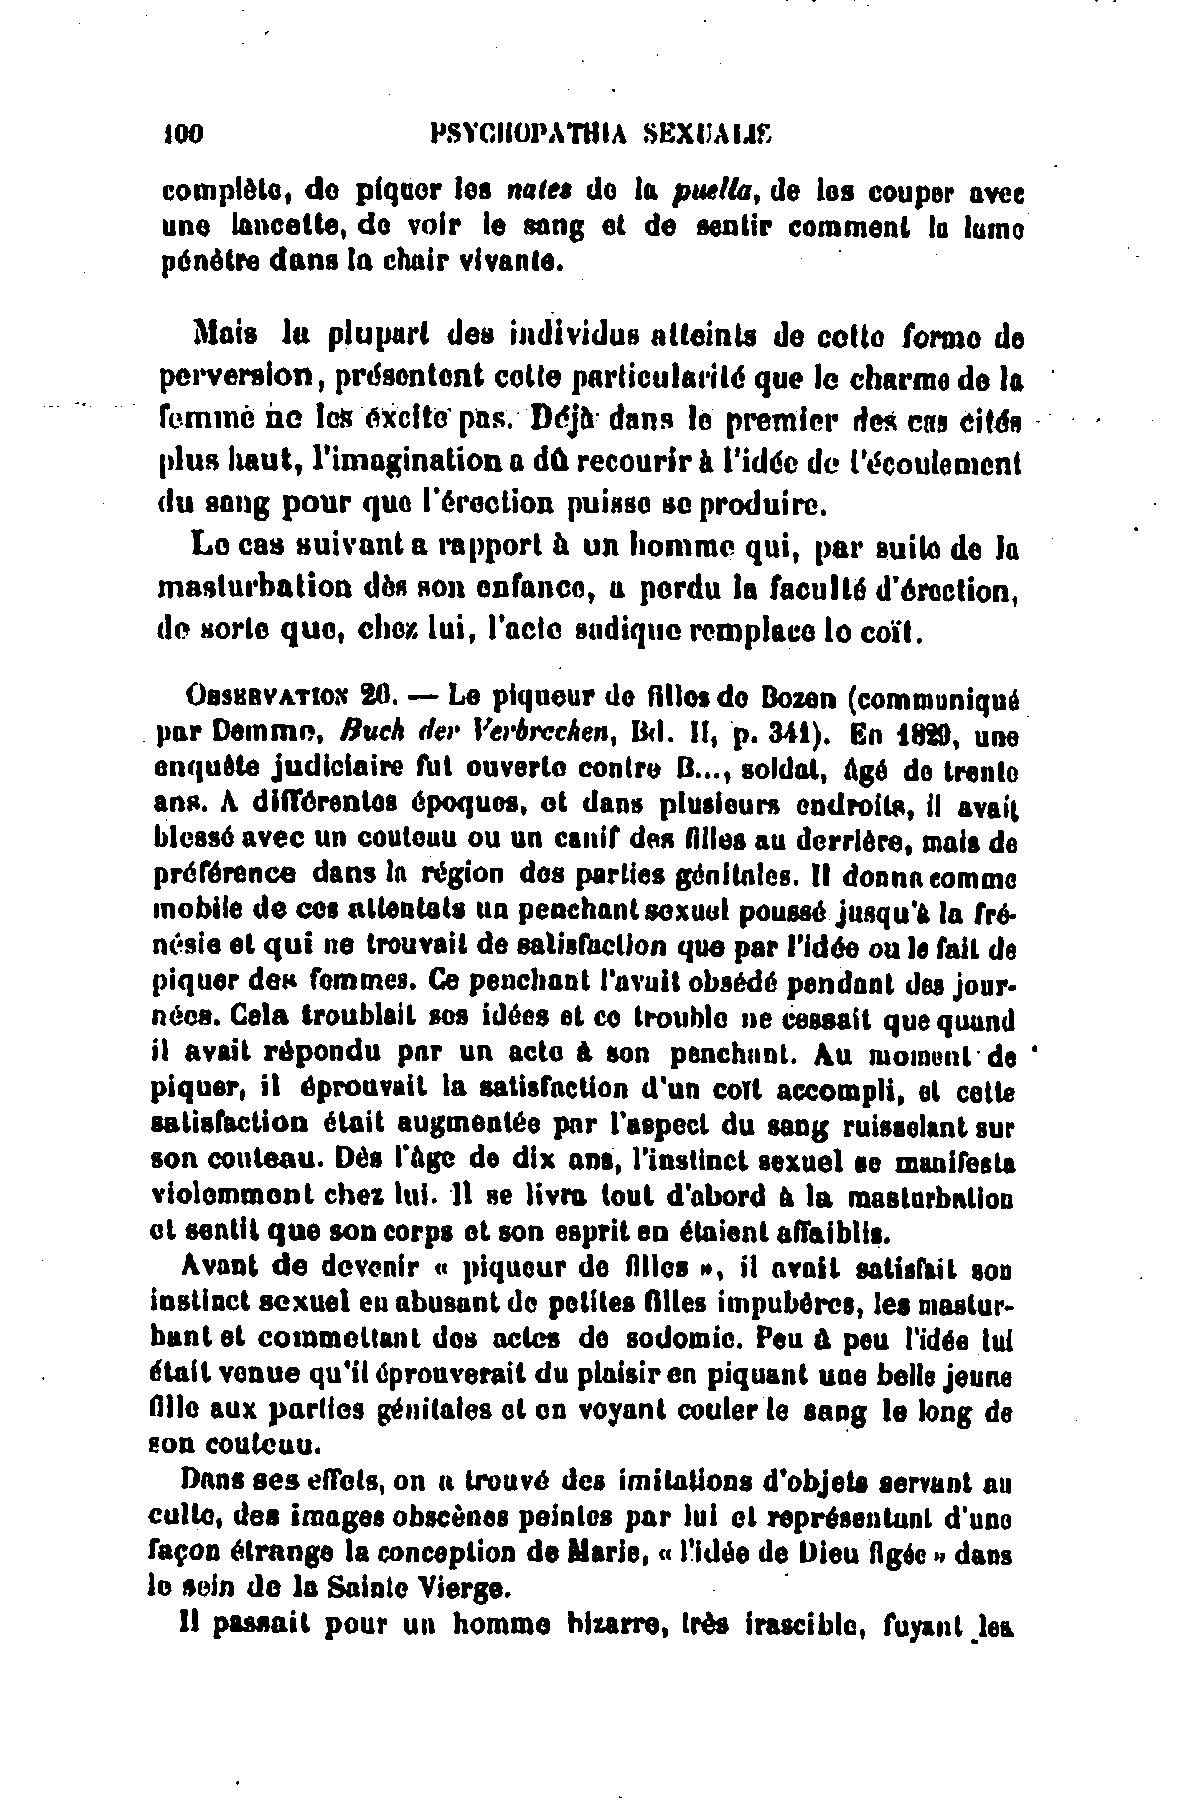 100 PSYCHOPATHIA SEXUALIS
complète, de piquer les nates de la puella, de les couper avec
une lancette, de voir le sang et de sentir comment la lame
pénètre dans la chair vivante.
Mais la plupart des individus atteints de cette forme de
perversion, présentent cette particularité que le charme de la
femme ne les éxcite pas. Déjà dans le premier des cas cités
plus haut, l'imagination a dû recourir à l'idée de l'écoulement
du sang pour que l'érection puisse se produire.
Le cas suivant a rapport à un homme qui, par suite de la
masturbation dès son enfance, a perdu la faculté d'érection,
de sorte que, chez lui, l'acte sadique remplace le coït.
OBSERVATION 20. — Le piqueur de filles de Bozen (communiqué
par Demme, Buch der Verbrechen, Bd. II, p. 341). En 1829, une
enquête judiciaire fut ouverte contre B..., soldat, âgé de trente
ans. A différentes époques, et dans plusieurs endroits, il avait
blessé avec un couteau ou un canif des filles au derrière, mais de
préférence dans la région des parties génitales. Il donna comme
mobile de ces attentats un penchant sexuel poussé jusqu'à la fré-
nésie et qui ne trouvait de satisfaction que par l'idée ou le fait de
piquer des femmes. Ce penchant l'avait obsédé pendant des jour-
nées. Cela troublait ses idées et ce trouble ne cessait que quand
il avait répondu par un acte à son penchant. Au moment de
piquer, il éprouvait la satisfaction d'un coït accompli, et cette
satisfaction était augmentée par l'aspect du sang ruisselant sur
son couteau. Dès l'âge de dix ans, l'instinct sexuel se manifesta
violemment chez lui. Il se livra tout d'abord à la masturbation
et sentit que son corps et son esprit en étaient affaiblis.
Avant de devenir « piqueur de filles », il avait satisfait son
instinct sexuel en abusant de petites filles impubères, les mastur-
bant et commettant des actes de sodomie. Peu à peu l'idée lui
était venue qu'il éprouverait du plaisir en piquant une belle jeune
fille aux parties génitales et en voyant couler le sang le long de
son couteau.
Dans ses effets, on a trouvé des imitations d'objets servant au
culte, des images obscènes peintes par lui et représentant d'une
façon étrange la conception de Marie, « l'idée de Dieu figée » dans
le sein de la Sainte Vierge.
Il passait pour un homme bizarre, très irascible, fuyant les